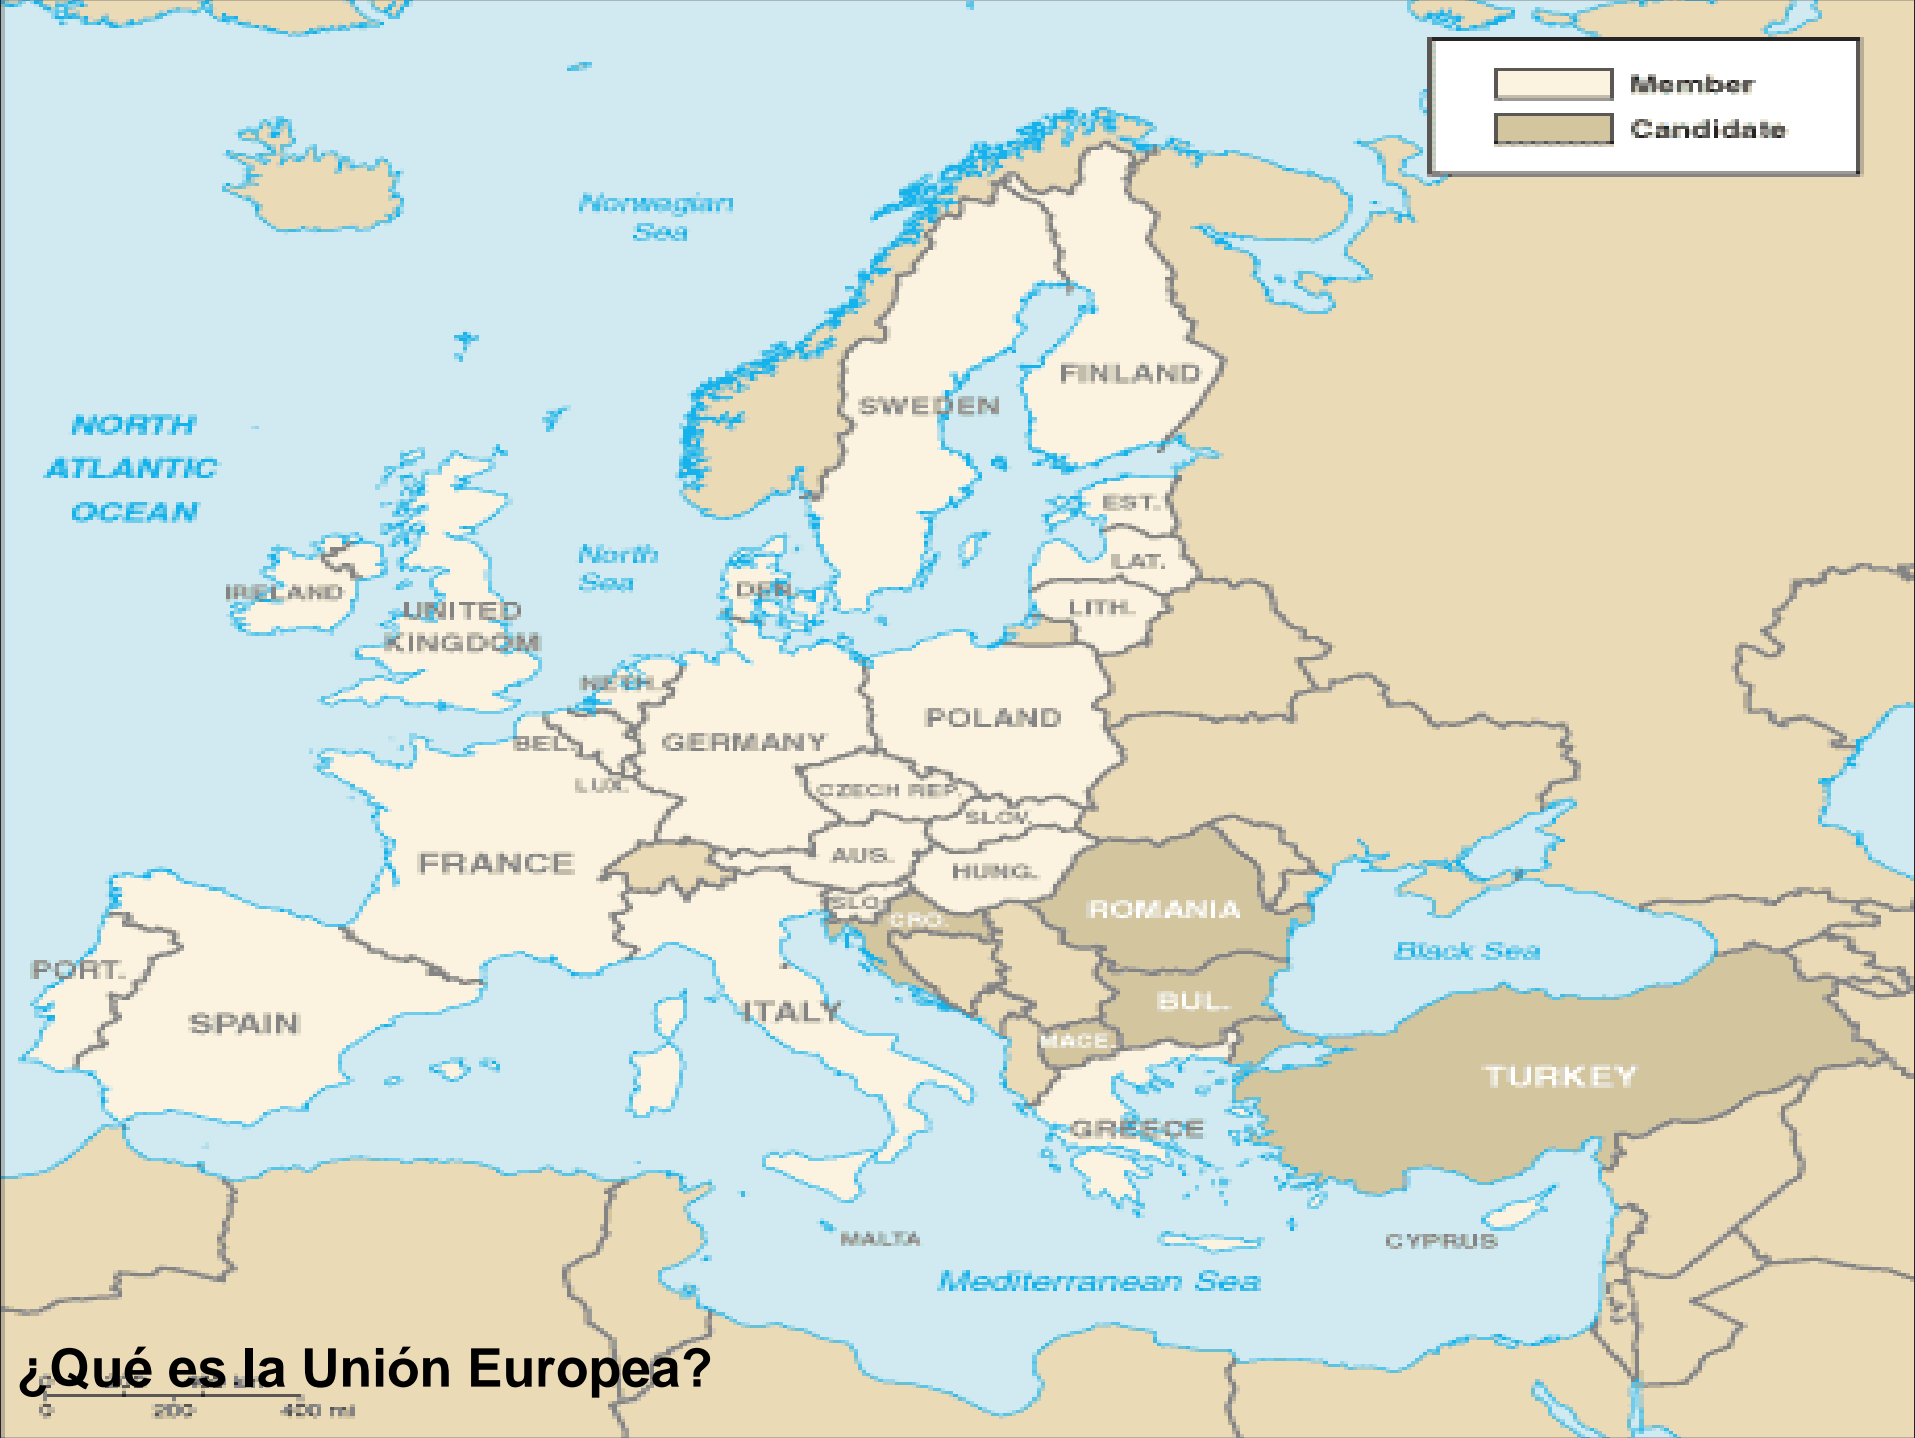 Member
Candidate
Norwegian
Sea
FINLAND
SWEDEN
NORTH
ATLANTIC
OCEAN
EST.
North
Sea
LAT.
IRELAND
DEN.
UNITED
KINGDOM
LITH.
NETH.
POLAND
BEL.
GERMANY
LUX.
CZECH REP.
SLOV.
AUS.
FRANCE
HUNG.
SLO.
CRO.
ROMANIA
Black Sea
PORT.
BUL.
SPAIN
ITALY
MACE.
TURKEY
GREECE
MALTA
CYPRUS
Mediterranean Sea
¿Qué es la Unión Europea?
0
200
400 mi